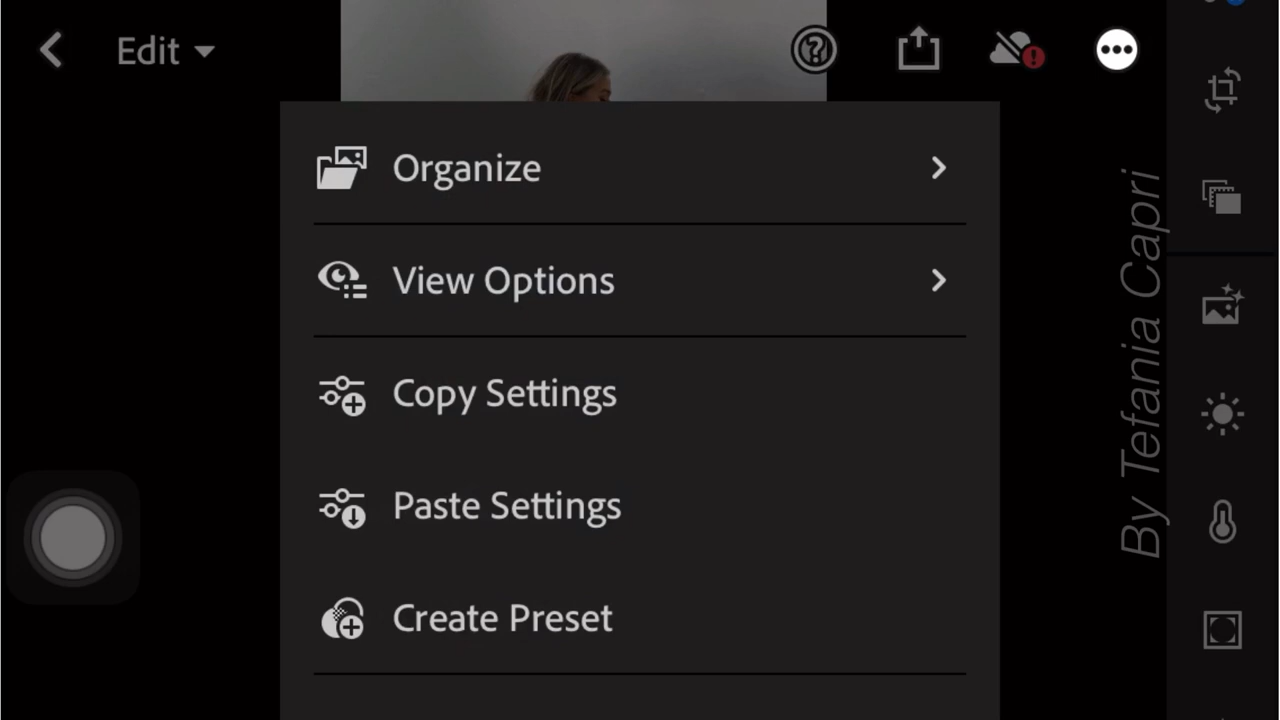 Edit
Organize
View Options
Copy Settings
Paste Settings
Create Preset
By Tefania Capri